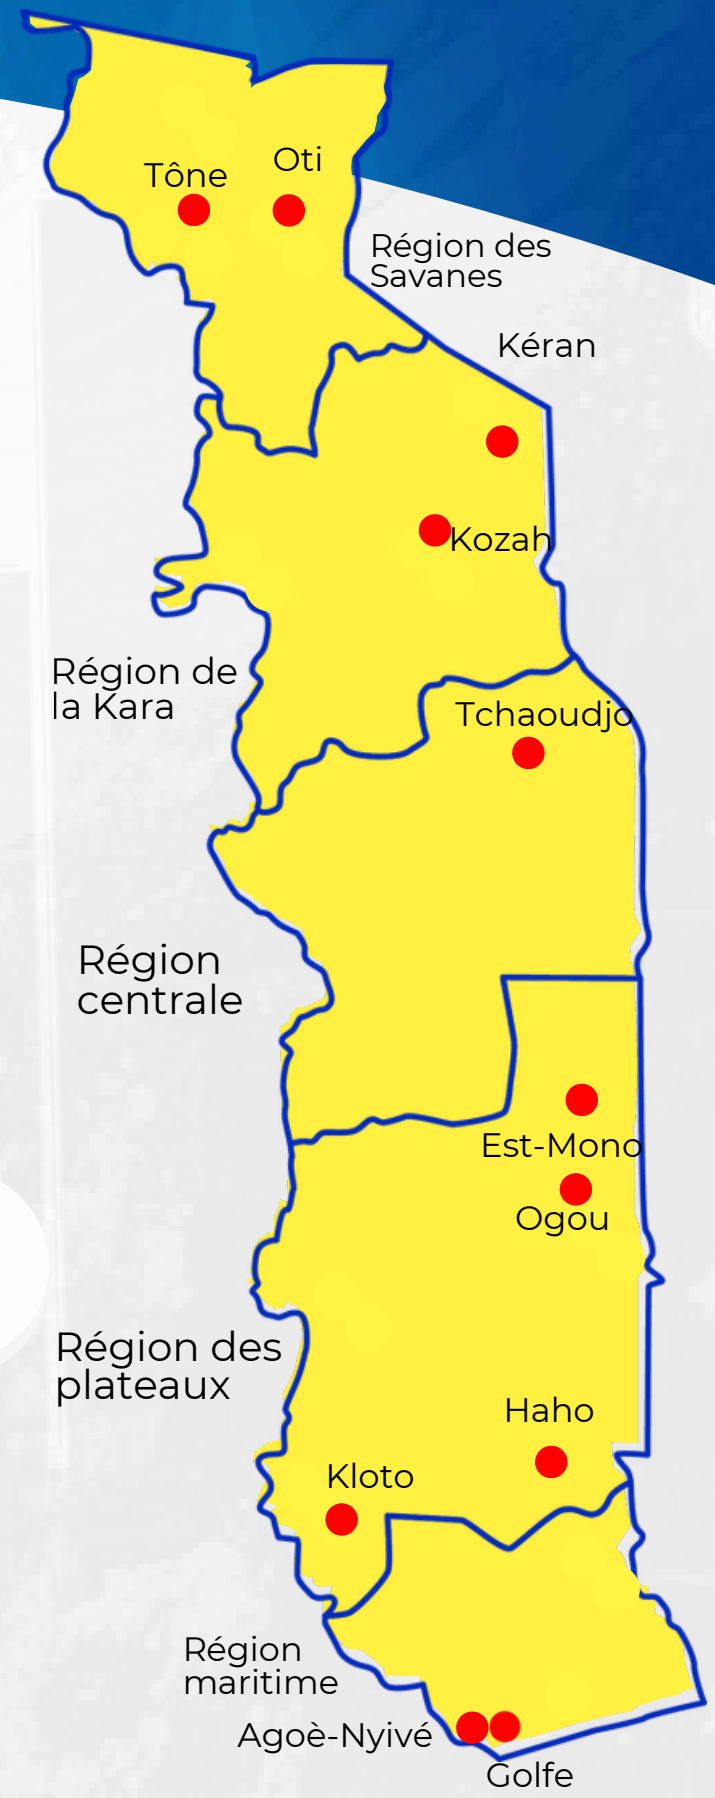 Oti
Tône
Région des
Savanes
Kéran
Kozah
Région de
la Kara
Tchaoudjo
Région
centrale
Est-Mono
Ogou
Région des
plateaux
Haho
Kloto
Région
maritime
Agoè-Nyivé
Golfe